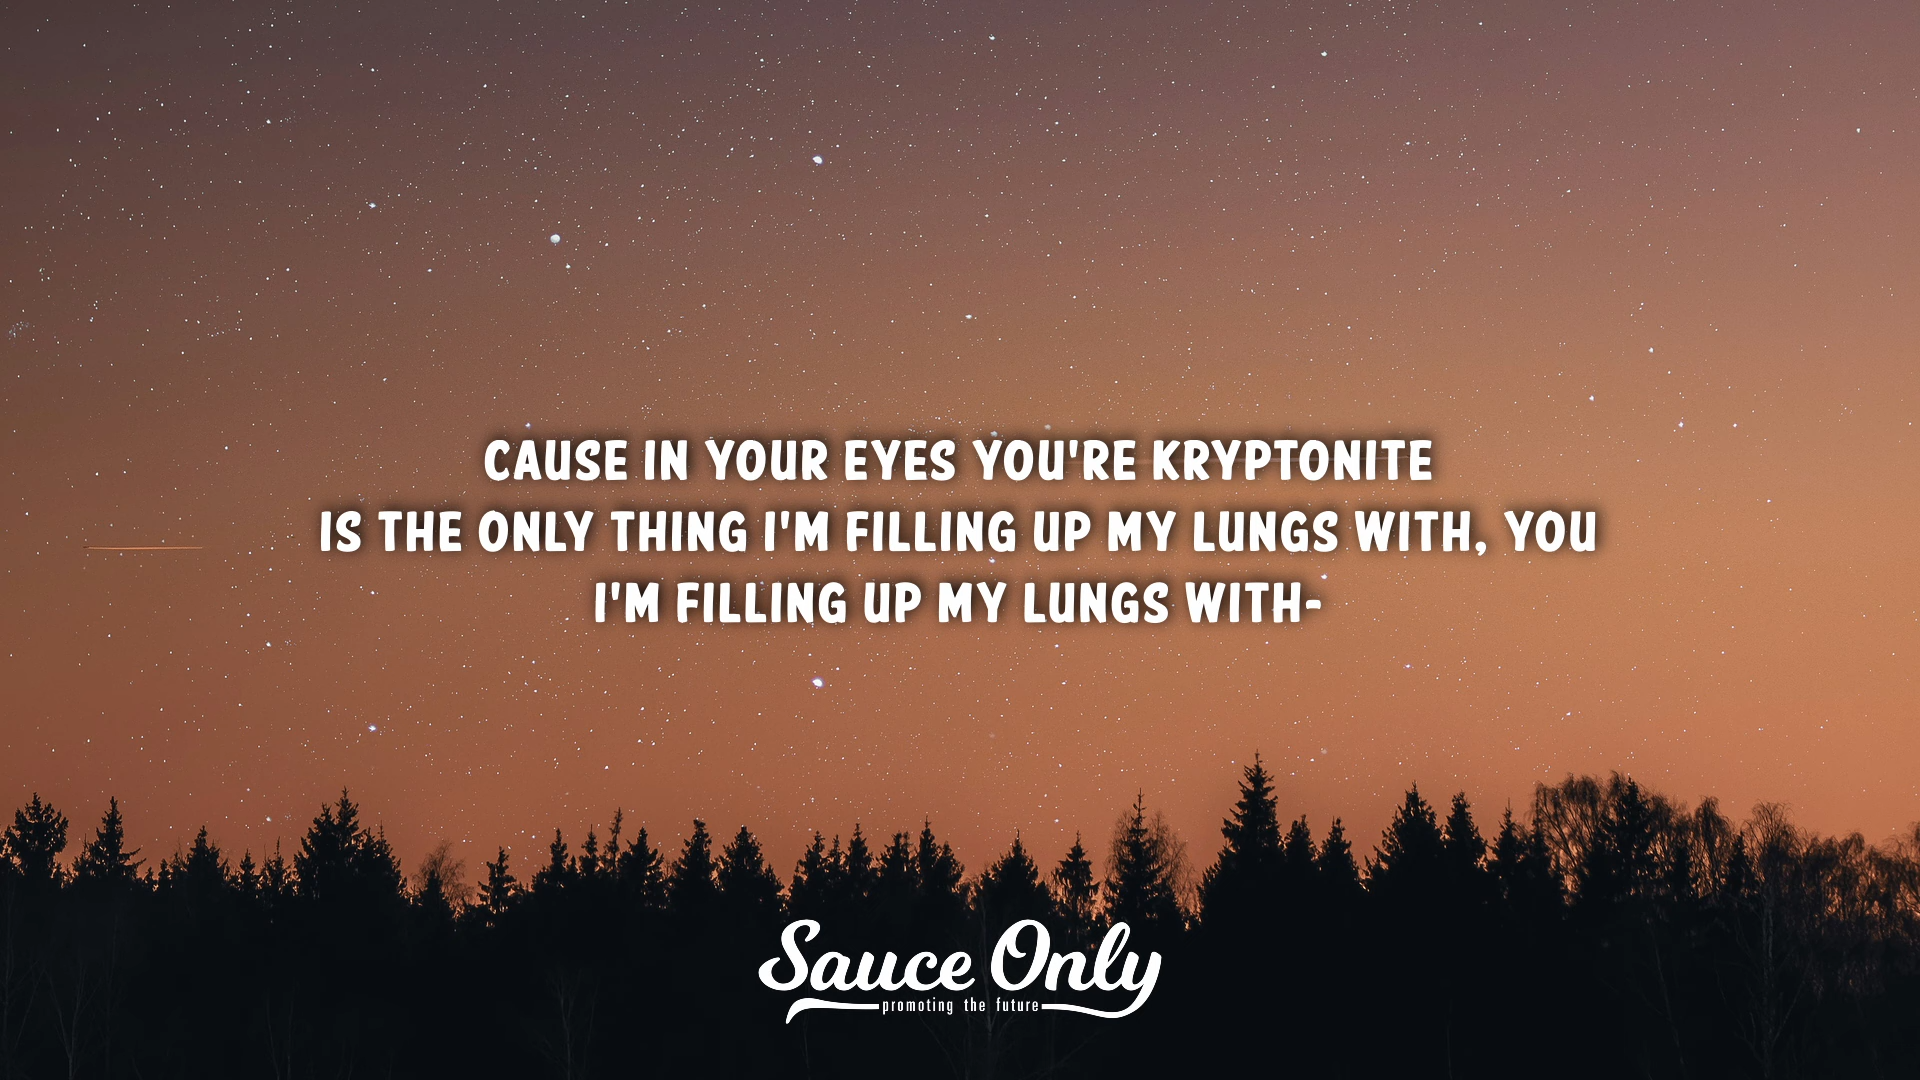 CAUSE IN YOUR EYES YOU'RE KRYPTONITE
IS THE ONLY THING I'M FILLING UP MY LUNGS WITH, YOU
I'M FILLING UP MY LUNGS WITH-
Sauce Only
promoting the future